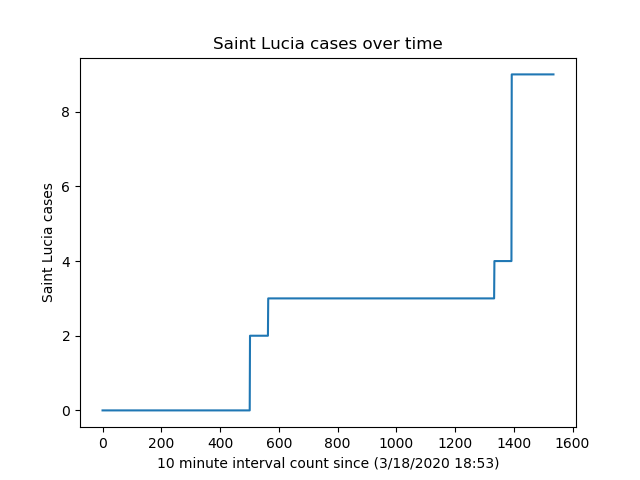 Saint Lucia cases over time
Saint Lucia cases
8
6
4
2
0
0 200 400 600 800 1000 1200 1400 1600
10 minute interval count since (3/18/2020 18:53)